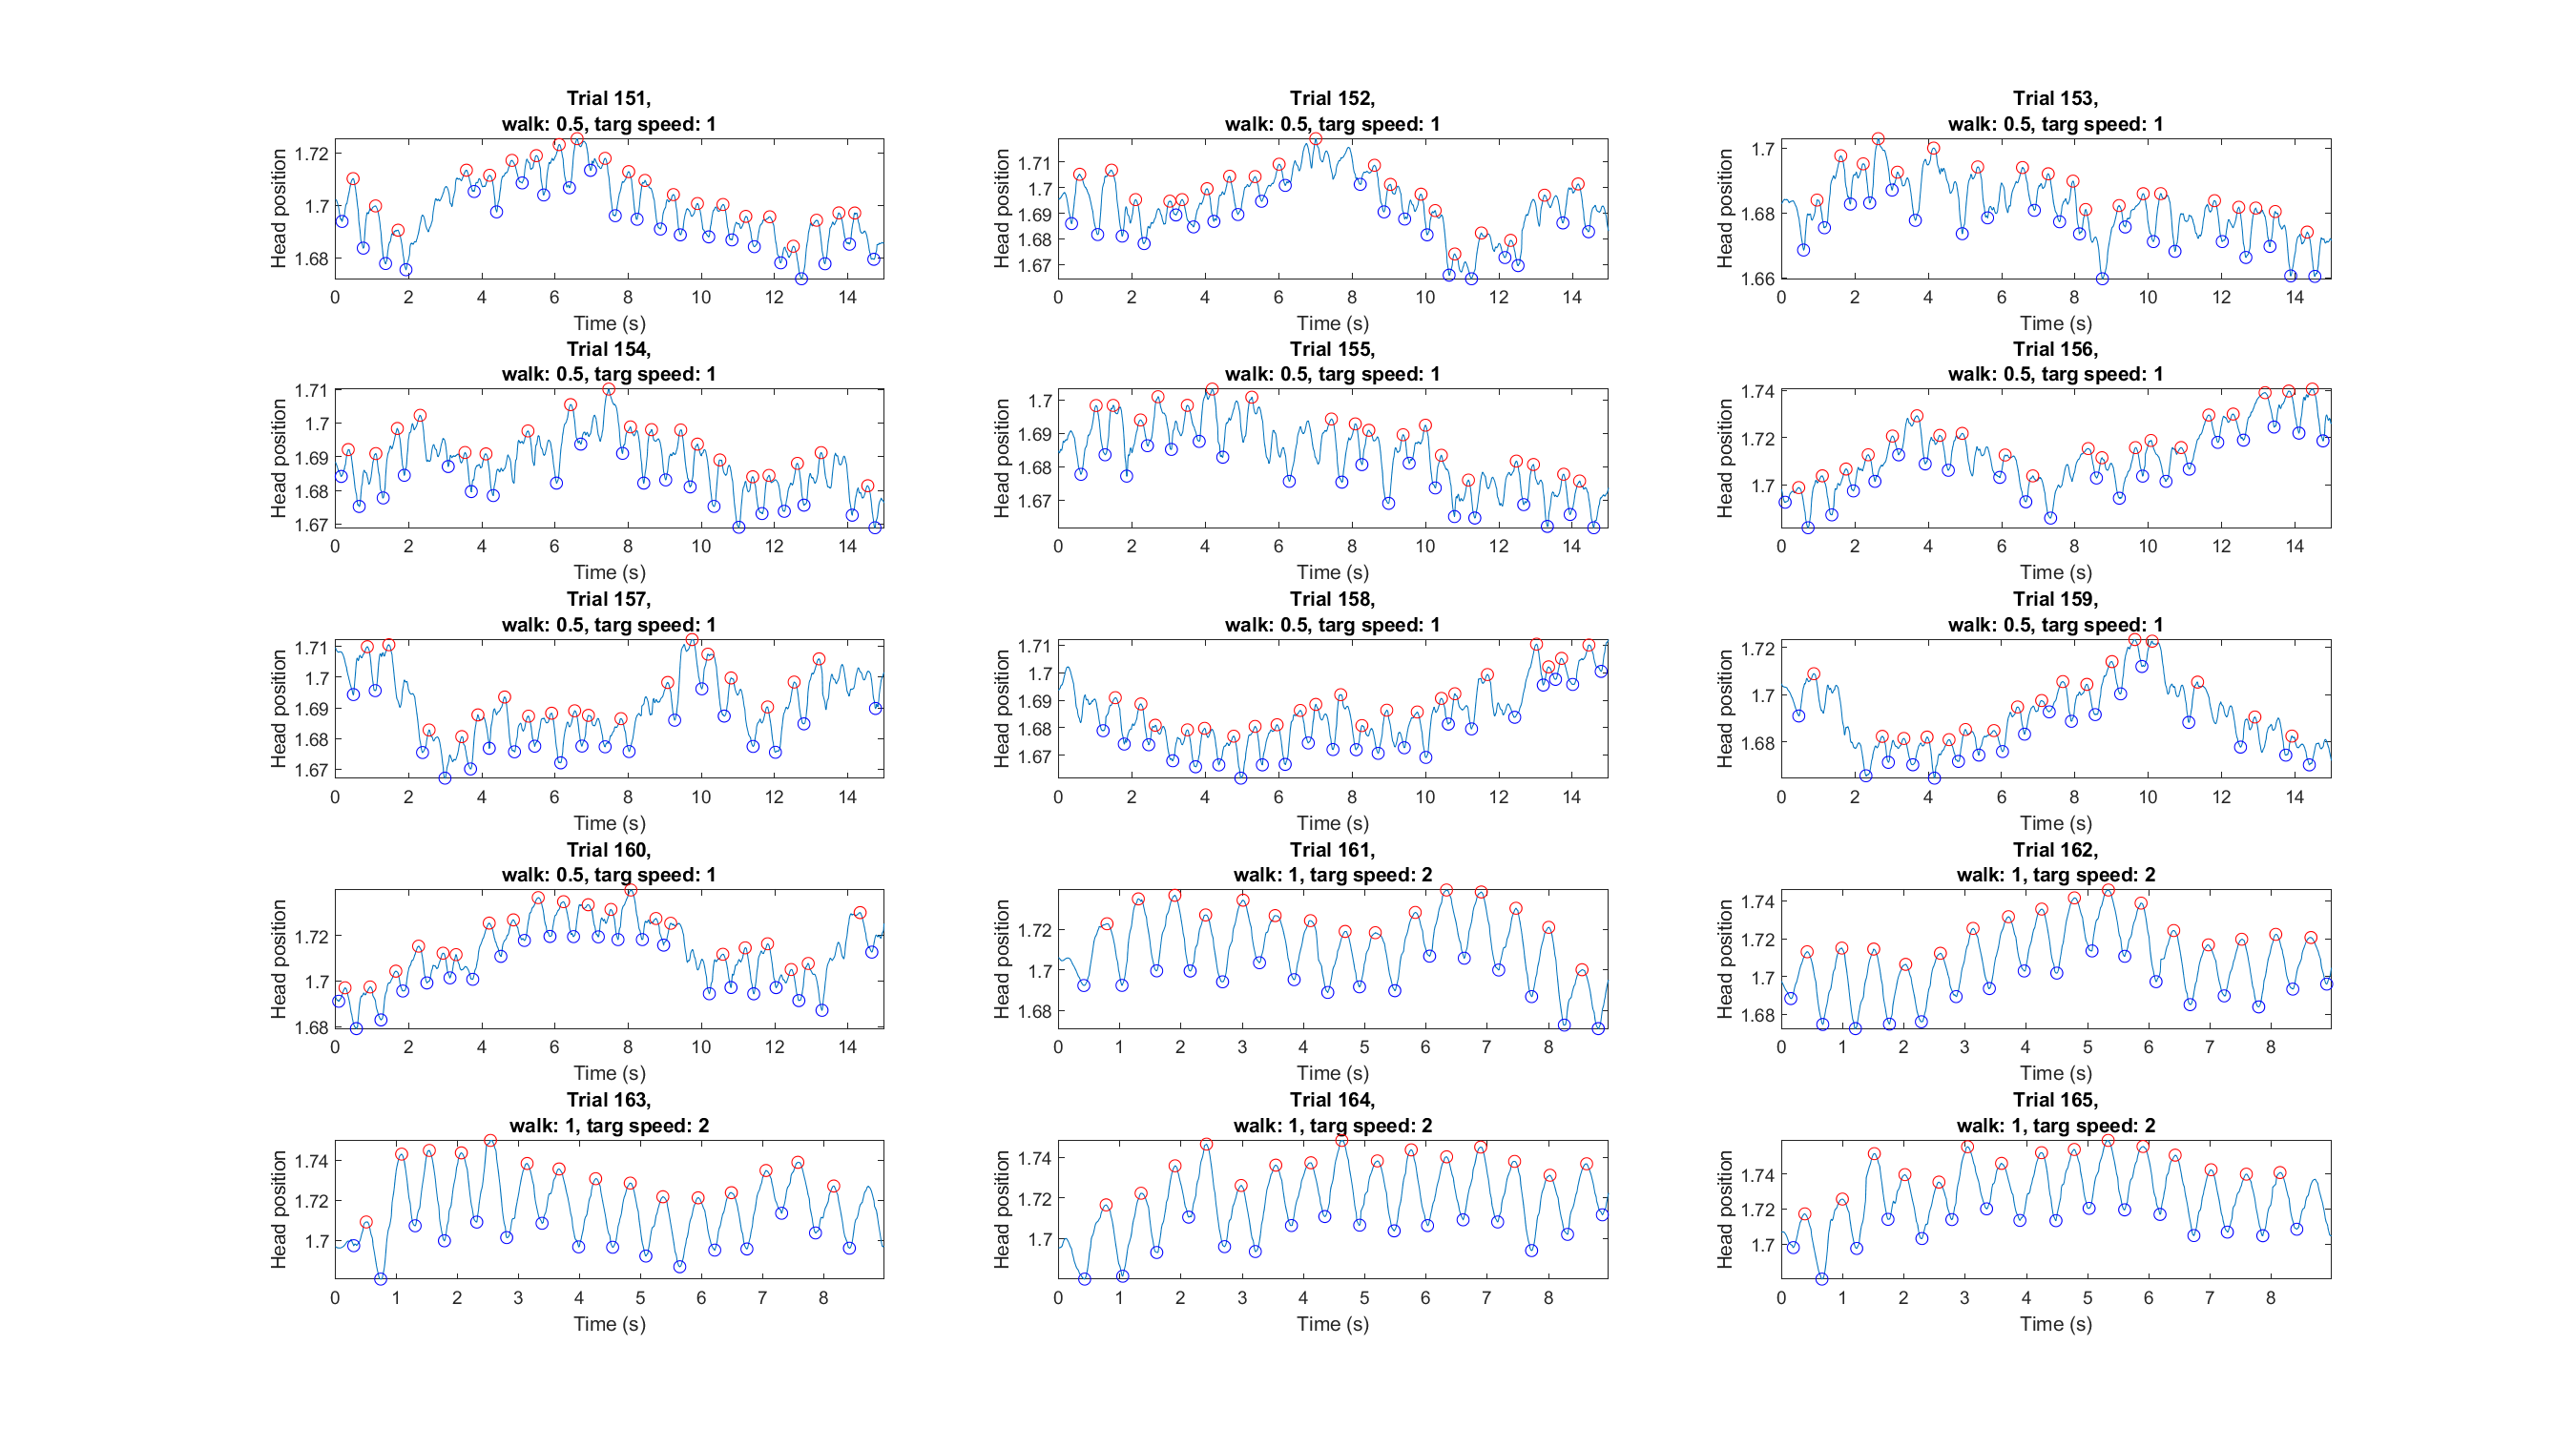 Trial 151,
walk: 0.5, targ speed: 1
Head position
1.72
1.7
1.68
0 2 4 6 8 10 12 14
Time (s)
Trial 152,
walk: 0.5, targ speed: 1
Head position
1.71
1.7
1.69
1.68
1.67
0 2 4 6 8 10 12 14
Time (s)
Trial 153,
walk: 0.5, targ speed: 1
Head position
1.7
1.68
1.66
0 2 4 6 8 10 12 14
Time (s)
Trial 154,
walk: 0.5, targ speed: 1
Head position
1.71
1.7
1.69
1.68
1.67
0 2 4 6 8 10 12 14
Time (s)
Trial 155,
walk: 0.5, targ speed: 1
Head position
1.7
1.69
1.68
1.67
0 2 4 6 8 10 12 14
Time (s)
Trial 156,
walk: 0.5, targ speed: 1
Head position
1.74
1.72
1.7
0 2 4 6 8 10 12 14
Time (s)
Trial 157,
walk: 0.5, targ speed: 1
Head position
1.71
1.7
1.69
1.68
1.67
0 2 4 6 8 10 12 14
Time (s)
Trial 158,
walk: 0.5, targ speed: 1
Head position
1.71
1.7
1.69
1.68
1.67
0 2 4 6 8 10 12 14
Time (s)
Trial 159,
walk: 0.5, targ speed: 1
Head position
1.72
1.7
1.68
0 2 4 6 8 10 12 14
Time (s)
Trial 160,
walk: 0.5, targ speed: 1
Head position
1.72
1.7
1.68
0 2 4 6 8 10 12 14
Time (s)
Trial 161,
walk: 1, targ speed: 2
Head position
1.72
1.7
1.68
0 1 2 3 4 5 6 7 8
Time (s)
Trial 162,
walk: 1, targ speed: 2
Head position
1.74
1.72
1.7
1.68
0 1 2 3 4 5 6 7 8
Time (s)
Trial 163,
walk: 1, targ speed: 2
Head position
1.74
1.72
1.7
0 1 2 3 4 5 6 7 8
Time (s)
Trial 164,
walk: 1, targ speed: 2
Head position
1.74
1.72
1.7
0 1 2 3 4 5 6 7 8
Time (s)
Trial 165,
walk: 1, targ speed: 2
Head position
1.74
1.72
1.7
0 1 2 3 4 5 6 7 8
Time (s)